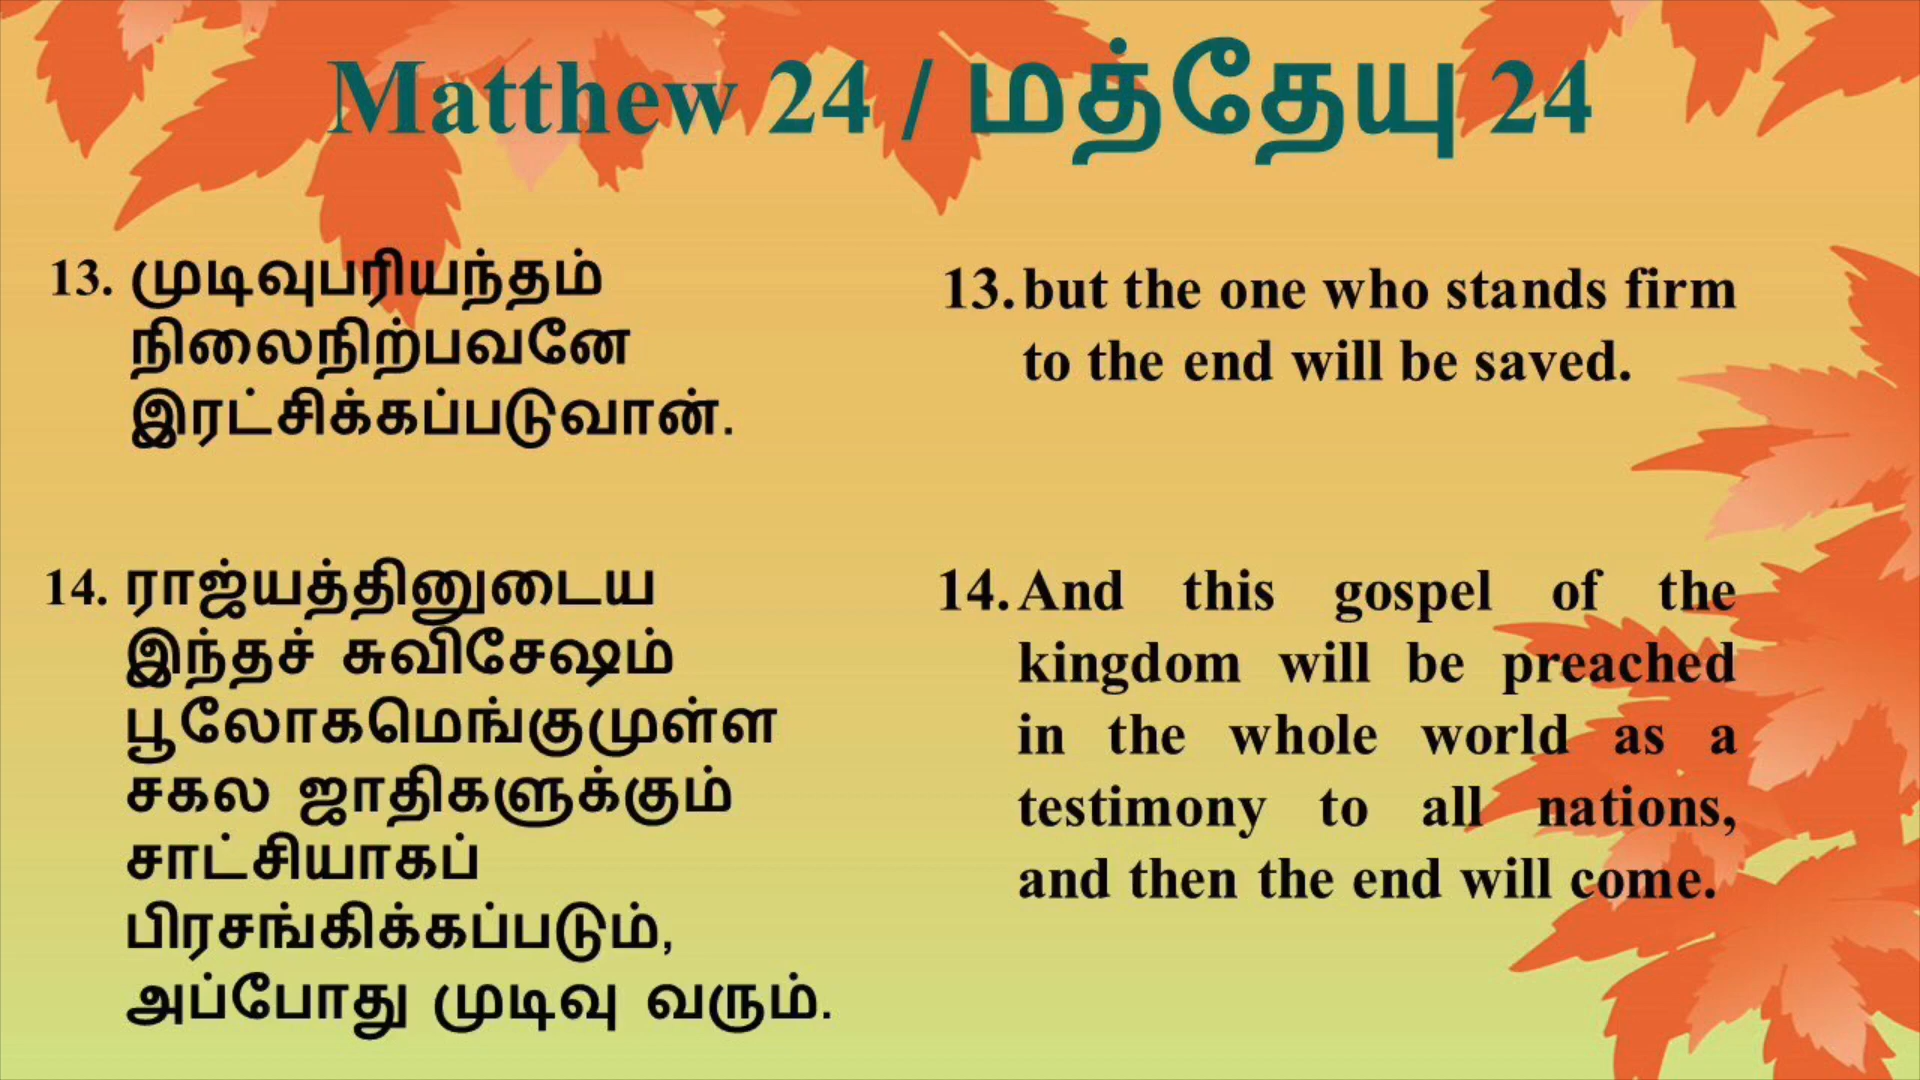 Matthew 24 / மத்தேயு 24
13. முடிவுபரியந்தம்
நிலைநிற்பவனே
இரட்சிக்கப்படுவான்.
14. ராஜ்யத்தினுடைய
இந்தச் சுவிசேஷம்
பூலோகமெங்குமுள்ள
சகல ஜாதிகளுக்கும்
சாட்சியாகப்
பிரசங்கிக்கப்படும்,
அப்போது முடிவு வரும்.
13. but the one who stands firm
to the end will be saved.
14. And this gospel of the
kingdom will be preached
in the whole world as a
testimony to all nations,
and then the end will come.